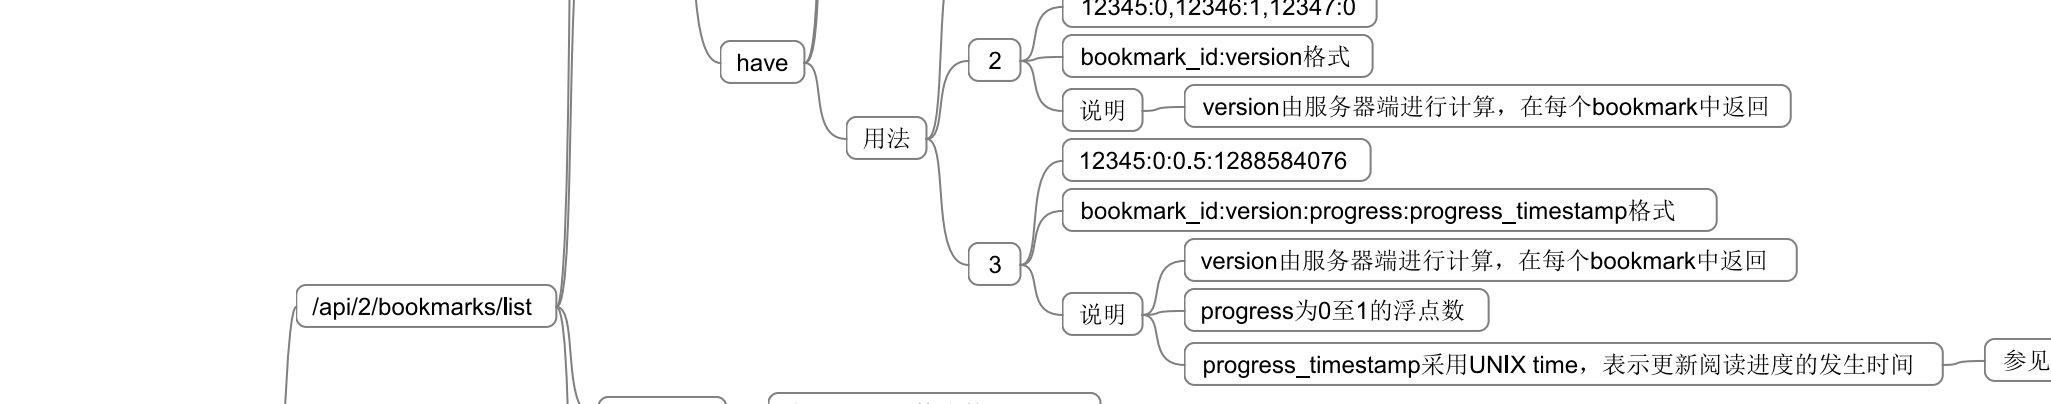 12345:0,12346:1,12347:0
have
2
bookmark_id:version格式
说明
version由服务器端进行计算，在每个bookmark中返回
用法
12345:0:0.5:1288584076
bookmark_id:version:progress:progress_timestamp格式
3
version由服务器端进行计算，在每个bookmark中返回
/api/2/bookmarks/list
说明
progress为0至1的浮点数
progress_timestamp采用UNIX time，表示更新阅读进度的发生时间
参见